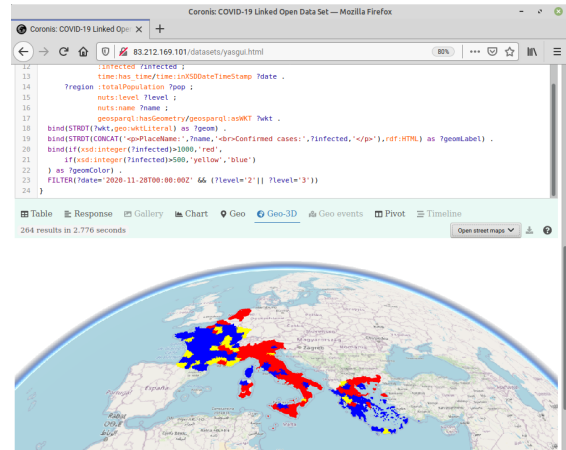 Coronis: COVID-19 Linked Open Data Set — Mozilla Firefox
Coronis: COVID-19 Linked Ope
83.212.169.101/datasets/yasgui.html
80%
12 :infected ?infected ;
13 time:has_time/time:inXSDDateTimeStamp ?date .
14 ?region :totalPopulation ?pop ;
15 nuts:level ?level ;
16 nuts:name ?name ;
17 geosparql:hasGeometry/geosparql:asWKT ?wkt .
18 bind(STRDT(?wkt,geo:wktLiteral) as ?geom) .
19 bind(STRDT(CONCAT('<p>PlaceName:',?name,'<br>Confirmed cases:',?infected,'</p>'),rdf:HTML) as ?geomLabel) .
20 bind(if(xsd:integer(?infected)>1000,'red',
21 if(xsd:integer(?infected)>500,'yellow','blue')
22 ) as ?geomColor) .
23 FILTER(?date='2020-11-28T00:00:00Z' && (?level='2'|| ?level='3'))
24 }
Table Response Gallery Chart Geo Geo-3D Geo events Pivot Timeline
264 results in 2.776 seconds
Open street maps
Zagreb
España
Portugal
Rabat
Malta